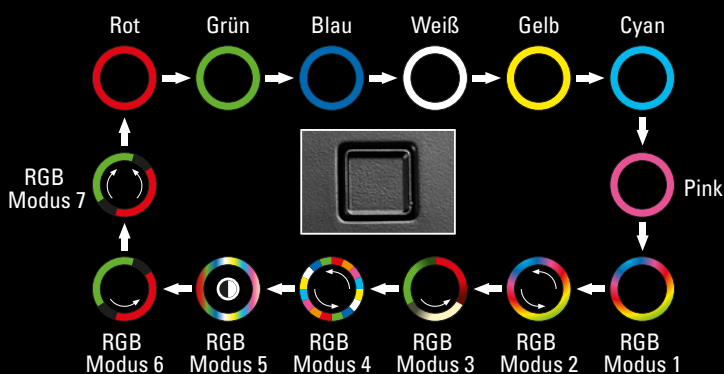 Rot
Grün
Blau
Weiß
Gelb
Cyan
RGB
Modus 7
Pink
RGB
Modus 6
RGB
Modus 5
RGB
Modus 4
RGB
Modus 3
RGB
Modus 2
RGB
Modus 1